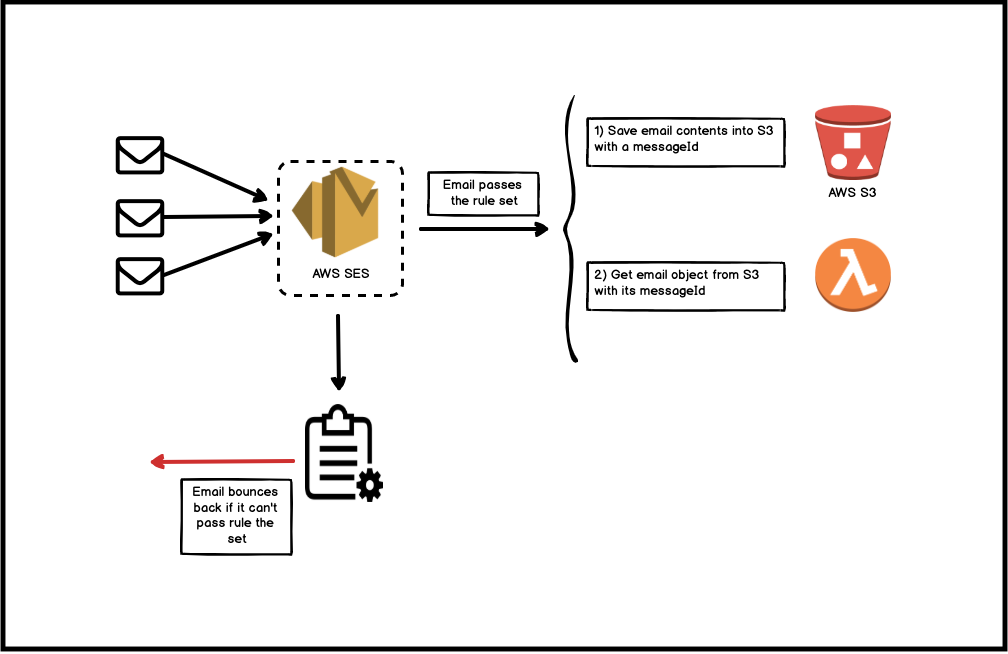 1) Save email contents into S3
with a messageId
AWS S3
Email passes
the rule set
AWS SES
2) Get email object from S3
with its messageId
Email bounces
back if it can't
pass rule the
set